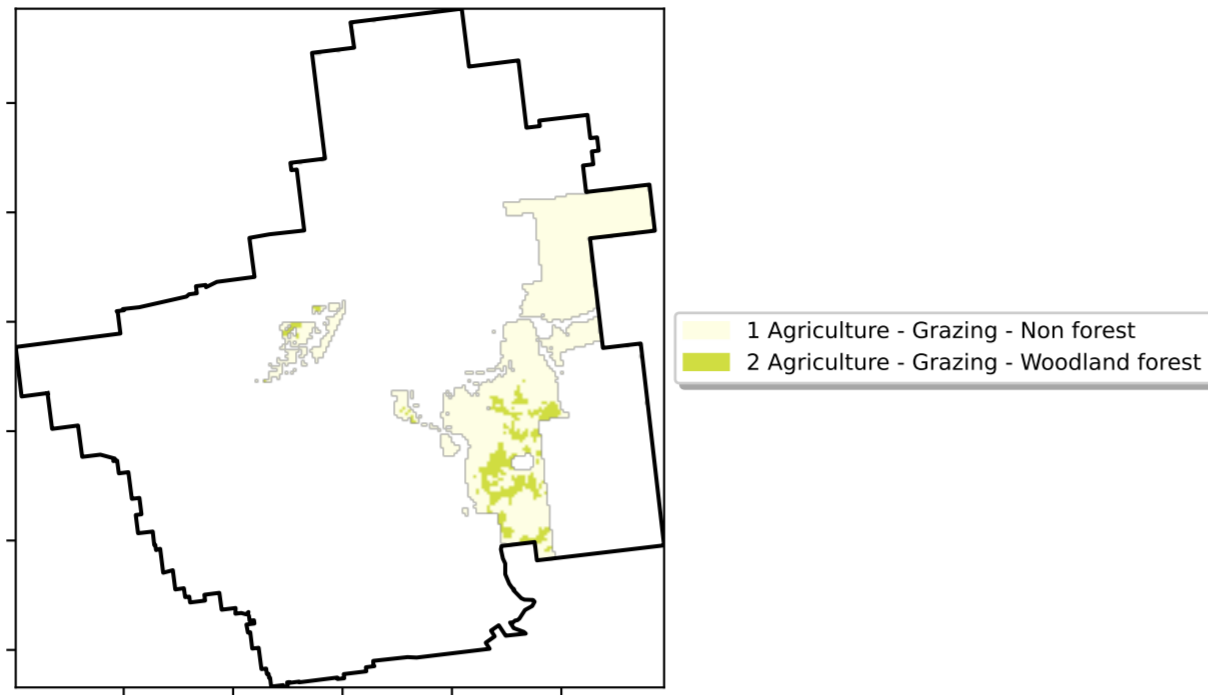 1 Agriculture - Grazing - Non forest
2 Agriculture - Grazing - Woodland forest